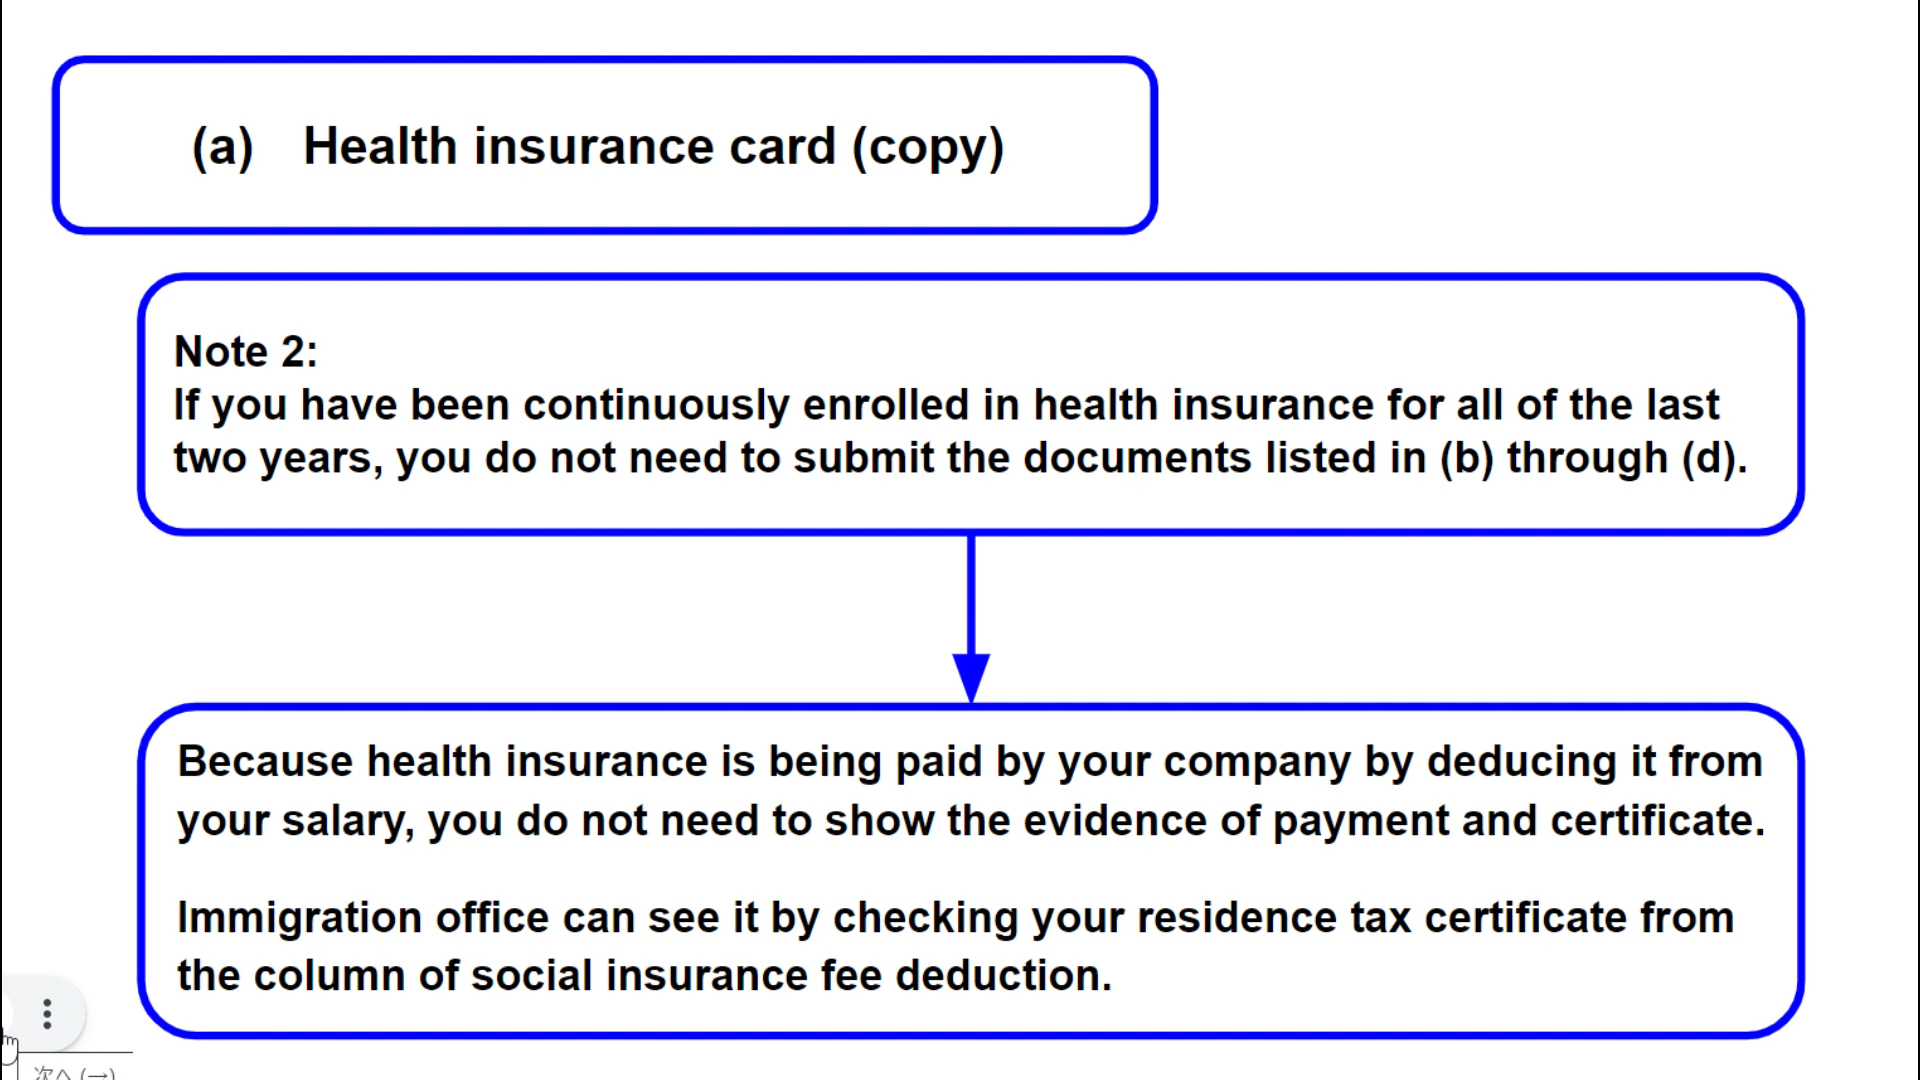 (a) Health insurance card (copy)
Note 2:
If you have been continuously enrolled in health insurance for all of the last
two years, you do not need to submit the documents listed in (b) through (d).
Because health insurance is being paid by your company by deducing it from
your salary, you do not need to show the evidence of payment and certificate.
Immigration office can see it by checking your residence tax certificate from
the column of social insurance fee deduction.
次へ (→)